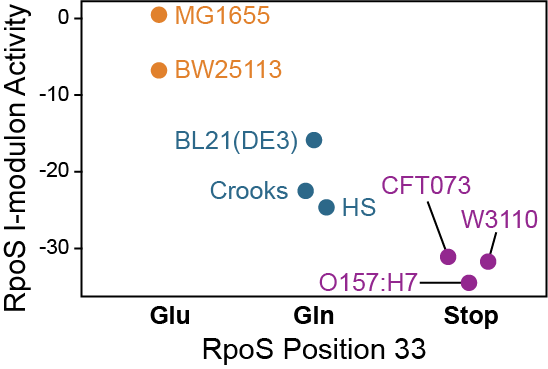 RpoS I-modulon Activity
0
-10
-20
-30
MG1655
BW25113
BL21(DE3)
Crooks
HS
CFT073
W3110
O157:H7
Glu Gln Stop
RpoS Position 33